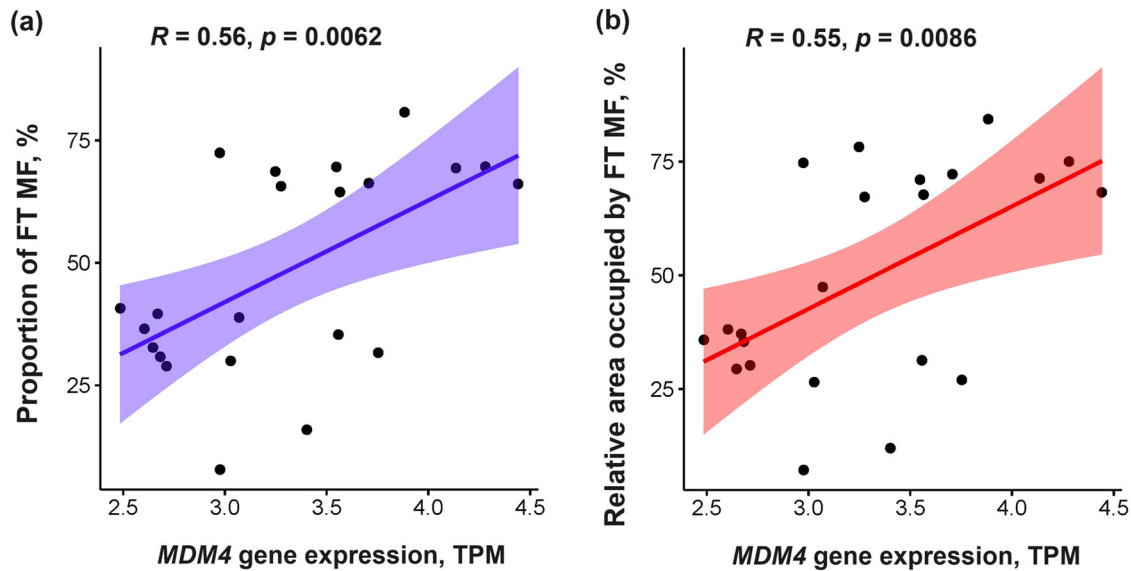 (a)
R = 0.56, p = 0.0062
Proportion of FT MF, %
75
50
25
2.5 3.0 3.5 4.0 4.5
MDM4 gene expression, TPM
(b)
R = 0.55, p = 0.0086
Relative area occupied by FT MF, %
75
50
25
2.5 3.0 3.5 4.0 4.5
MDM4 gene expression, TPM